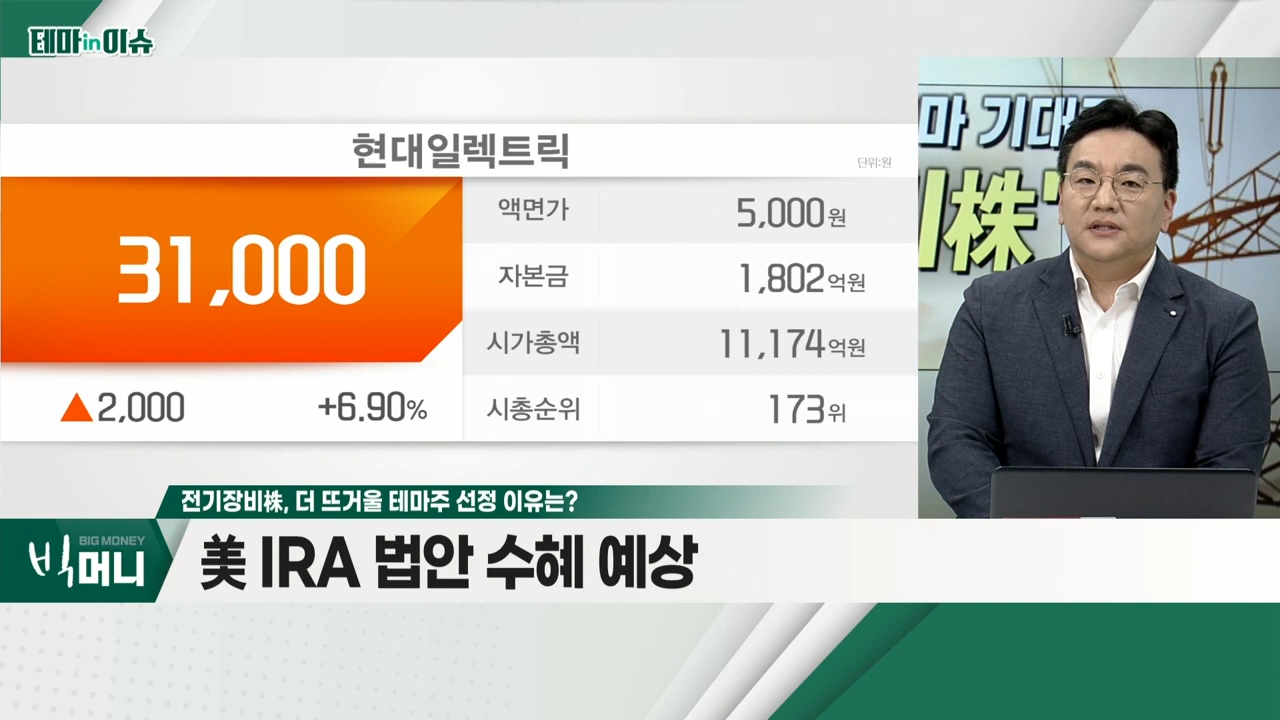 테마in이슈
마 기대주
株"
현대일렉트릭
단위:원
31,000
▲2,000 +6.90%
액면가 5,000원
자본금 1,802억원
시가총액 11,174억원
시총순위 173위
전기장비株, 더 뜨거울 테마주 선정 이유는?
BIG MONEY
빅머니
美 IRA 법안 수혜 예상